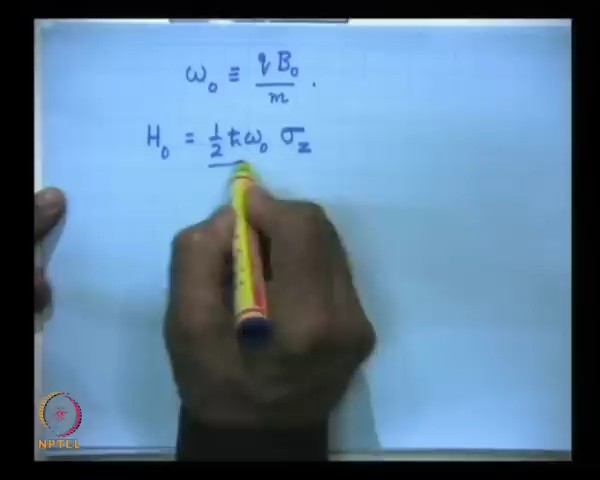 ω₀ ≡ qB₀/m .
H₀ = ½ ħω₀ σ_z
NPTEL